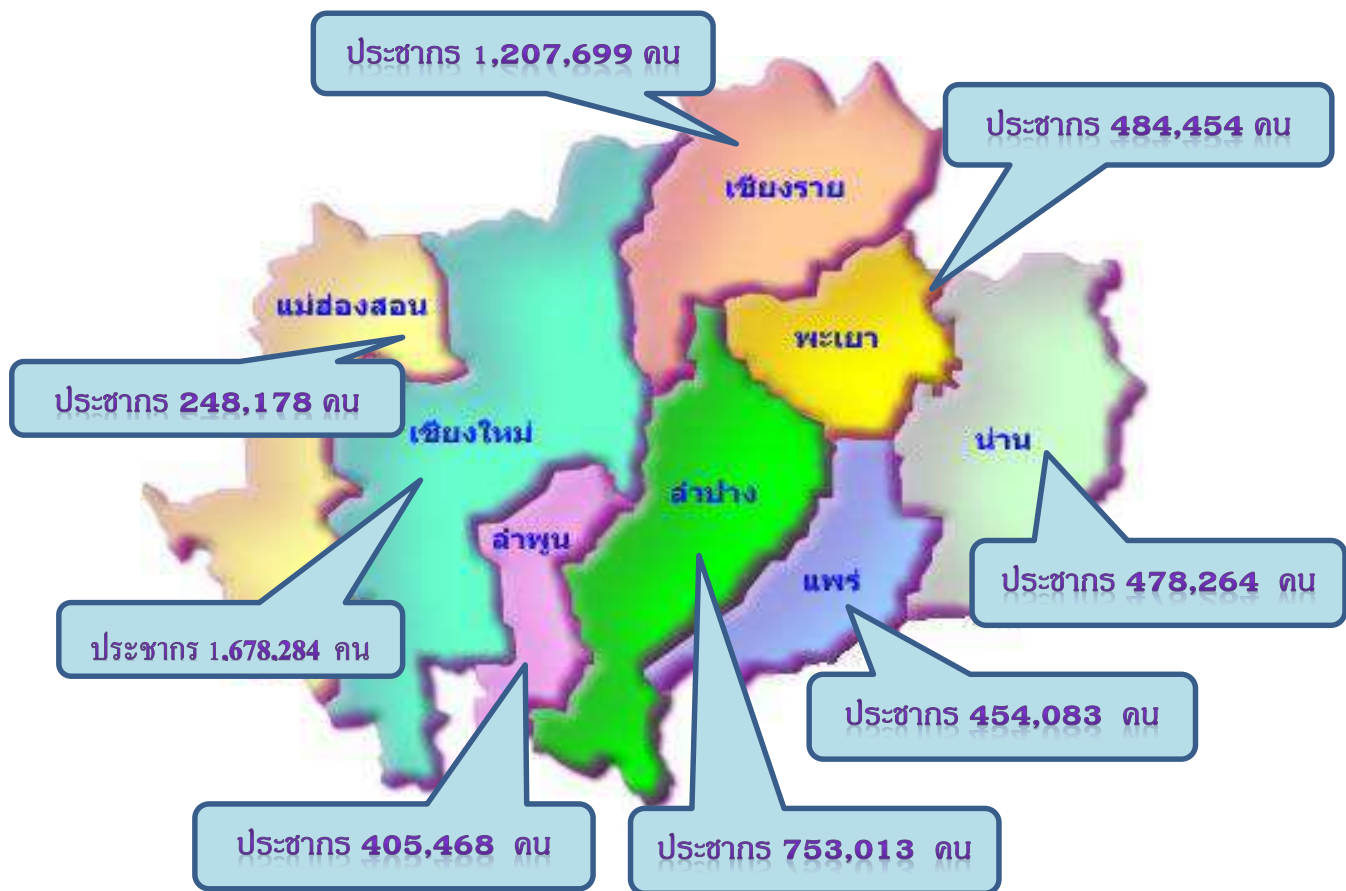 ประชากร 1,207,699 คน
ประชากร 484,454 คน
เชียงราย
แม่ฮ่องสอน
พะเยา
ประชากร 248,178 คน
เชียงใหม่
น่าน
ลำปาง
ลำพูน
แพร่
ประชากร 478,264 คน
ประชากร 1,678,284 คน
ประชากร 454,083 คน
ประชากร 405,468 คน
ประชากร 753,013 คน